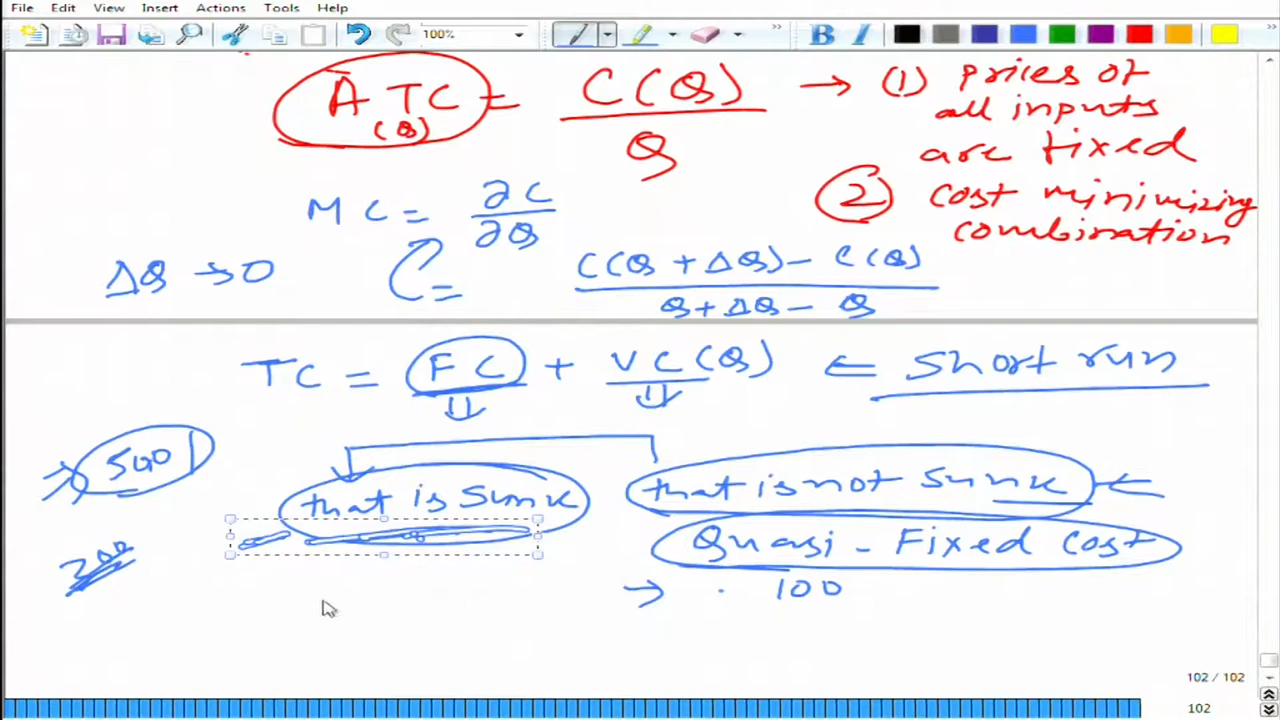 File Edit View Insert Actions Tools Help
100%
B I
ATC (Q) = C(Q) / Q → (1) prices of
all inputs
are fixed
(2) cost minimizing
combination
MC = ∂C / ∂Q
ΔQ → 0 = C(Q + ΔQ) - C(Q) / Q + ΔQ - Q
TC = FC + VC(Q) ⇐ Short run
500
that is Sunk that is not Sunk ←
Quasi - Fixed Cost
200
→ 100
102 / 102
102